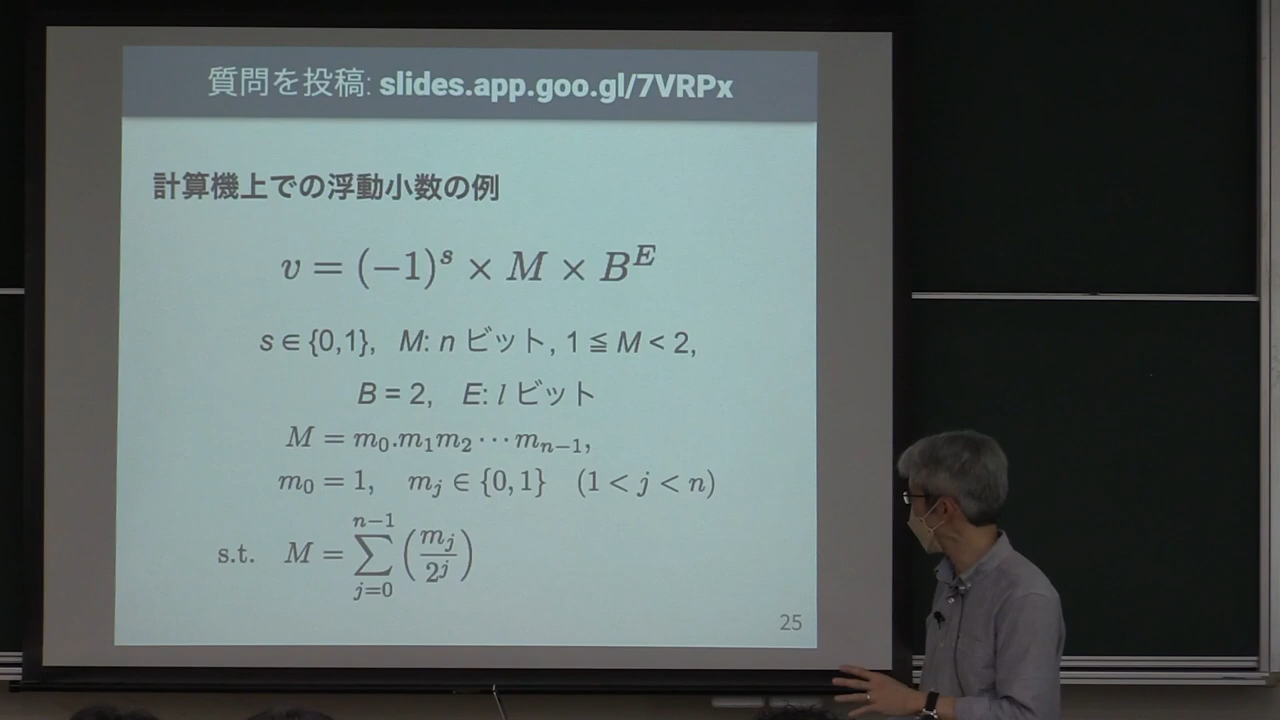 質問を投稿: slides.app.goo.gl/7VRPx
計算機上での浮動小数の例
v = (−1)^s × M × B^E
s ∈ {0,1}, M: n ビット, 1 ≦ M < 2,
B = 2, E: l ビット
M = m_0.m_1m_2 ⋯ m_{n−1},
m_0 = 1, m_j ∈ {0,1} (1 < j < n)
s.t. M = ∑_{j=0}^{n−1} (m_j/2^j)
25